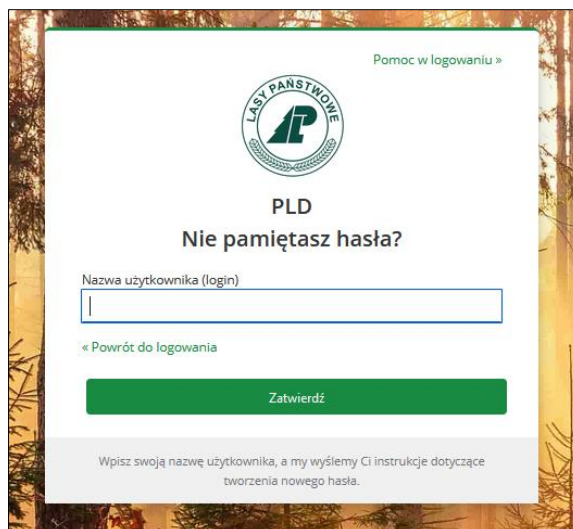 Pomoc w logowaniu »
LASY PAŃSTWOWE
PLD
Nie pamiętasz hasła?
Nazwa użytkownika (login)
« Powrót do logowania
Zatwierdź
Wpisz swoją nazwę użytkownika, a my wyślemy Ci instrukcje dotyczące
tworzenia nowego hasła.